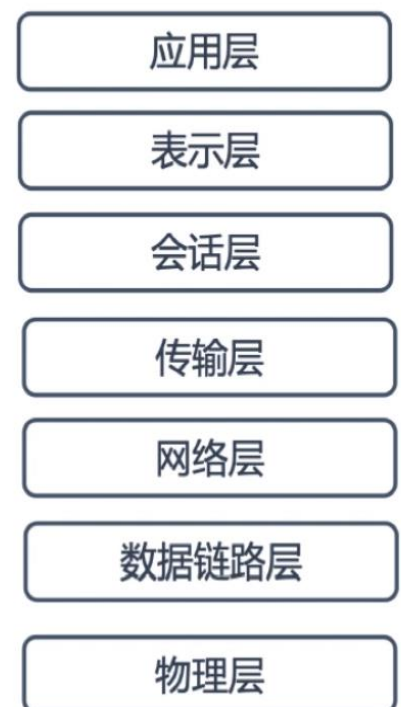 应用层
表示层
会话层
传输层
网络层
数据链路层
物理层